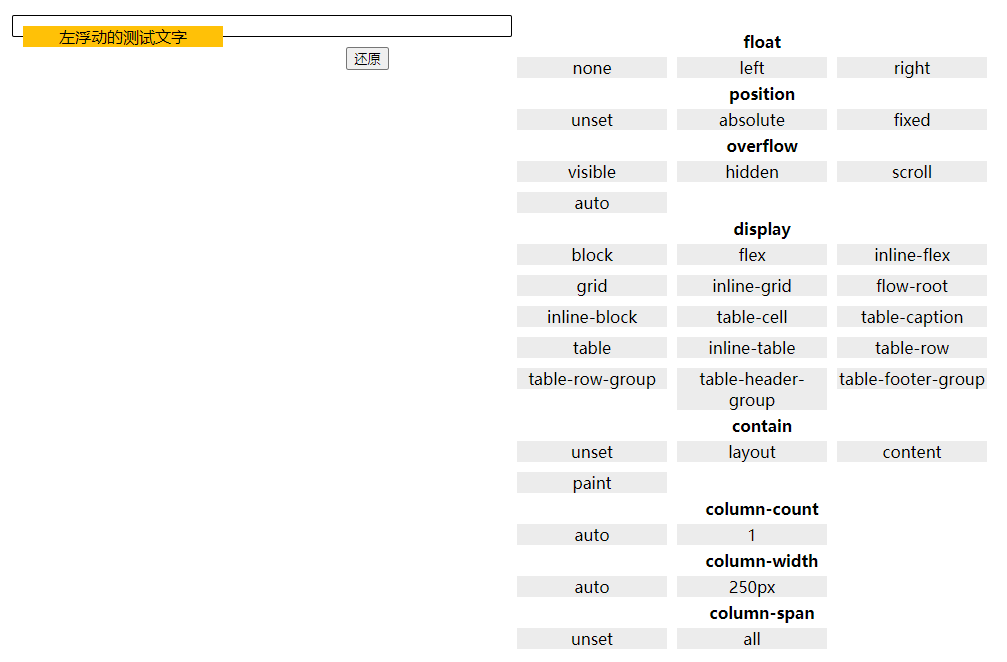 左浮动的测试文字
还原
float
none left right
position
unset absolute fixed
overflow
visible hidden scroll
auto
display
block flex inline-flex
grid inline-grid flow-root
inline-block table-cell table-caption
table inline-table table-row
table-row-group table-header- table-footer-group
group
contain
unset layout content
paint
column-count
auto 1
column-width
auto 250px
column-span
unset all